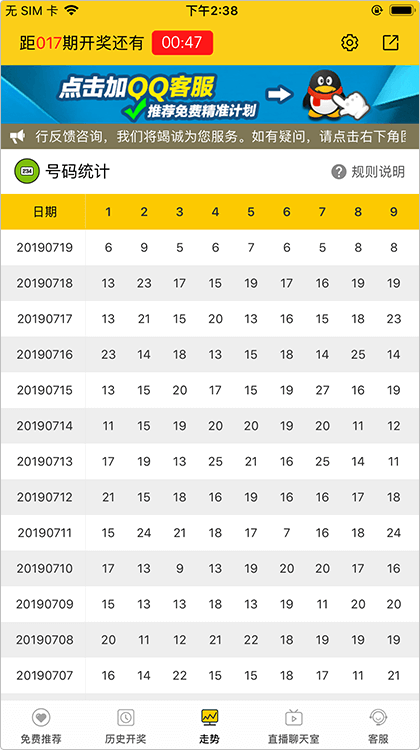 无 SIM 卡 下午2:38
距017期开奖还有 00:47
点击加QQ客服
推荐免费精准计划
行反馈咨询，我们将竭诚为您服务。如有疑问，请点击右下角
234 号码统计 ? 规则说明
日期 1 2 3 4 5 6 7 8 9
20190719 6 9 5 6 7 6 5 8 8
20190718 13 23 17 15 19 17 16 19 19
20190717 13 21 15 20 13 16 15 18 23
20190716 23 14 18 13 15 18 14 25 14
20190715 13 15 20 17 15 19 27 16 19
20190714 11 15 19 20 20 19 20 11 12
20190713 17 19 13 25 21 16 25 14 11
20190712 21 15 18 16 19 16 16 17 18
20190711 15 24 21 18 17 7 16 18 24
20190710 17 13 9 13 19 20 20 17 16
20190709 15 13 13 18 13 19 11 20 20
20190708 20 11 12 21 22 18 19 19 19
20190707 16 14 22 15 15 18 17 11 21
免费推荐 历史开奖 走势 直播聊天室 客服